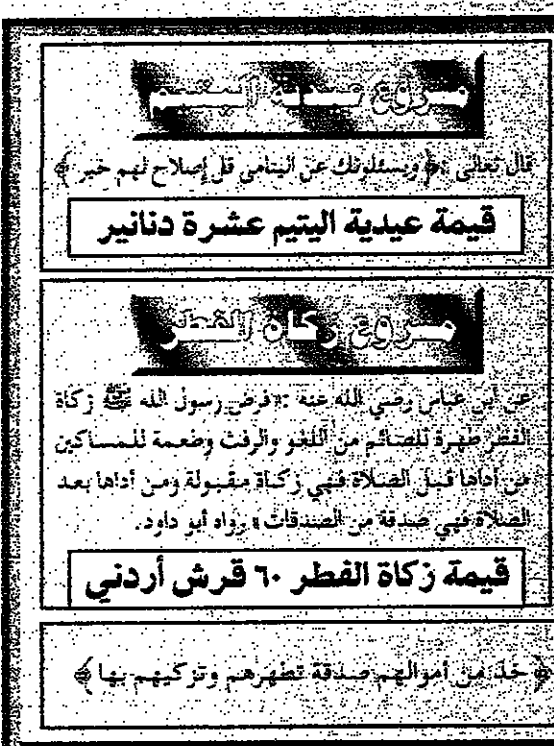 مشروع عيدية اليتيم
قال تعالى : ﴿ ويسئلونك عن اليتامى قل إصلاح لهم خير ﴾
قيمة عيدية اليتيم عشرة دنانير
مشروع زكاة الفطر
عن ابن عباس رضي الله عنه : «فرض رسول الله ﷺ زكاة
الفطر طهرة للصائم من اللغو والرفث وطعمة للمساكين
من أداها قبل الصلاة فهي زكاة مقبولة ومن أداها بعد
الصلاة فهي صدقة من الصدقات» رواه أبو داود.
قيمة زكاة الفطر ٦٠ قرش أردني
﴿ خذ من أموالهم صدقة تطهرهم وتزكيهم بها ﴾